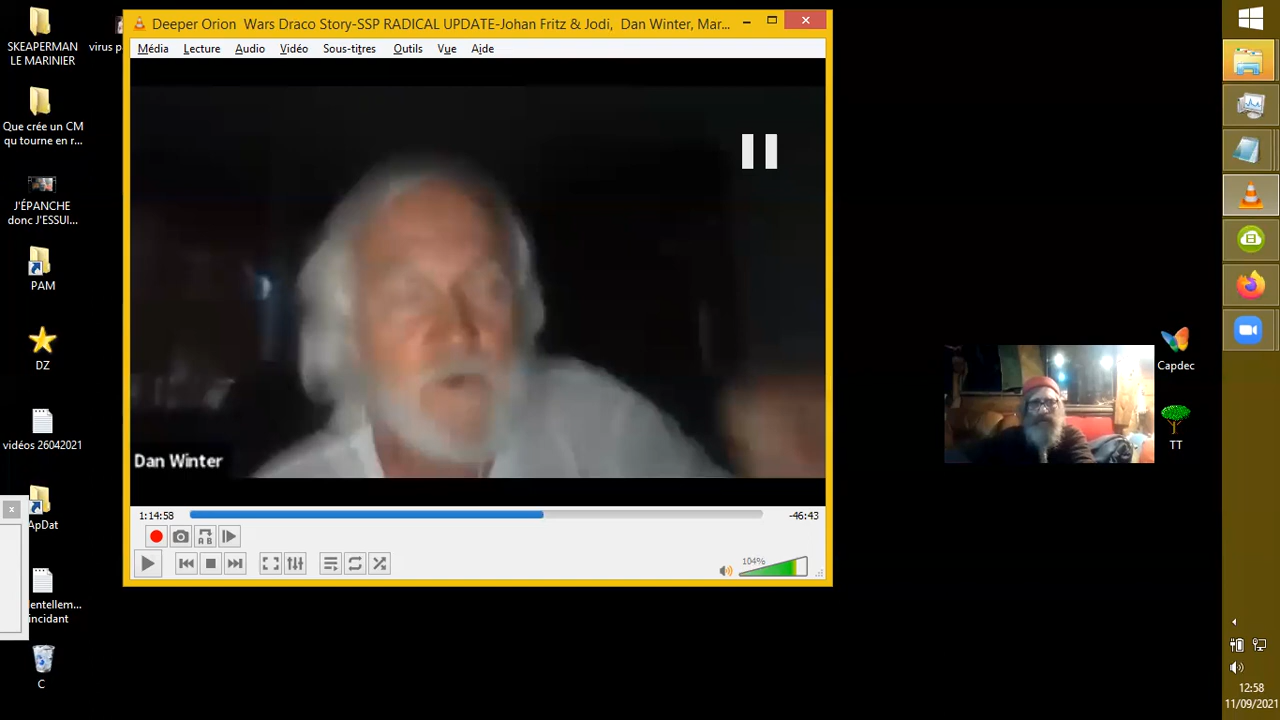 SKEAPERMAN
LE MARINIER
Que crée un CM
qu tourne en r...
J'ÉPANCHE
donc J'ESSUI...
PAM
DZ
vidéos 26042021
x
ApDat
entellem...
incidant
C
virus p
Deeper Orion Wars Draco Story-SSP RADICAL UPDATE-Johan Fritz & Jodi, Dan Winter, Mar...
Média Lecture Audio Vidéo Sous-titres Outils Vue Aide
Dan Winter
1:14:58 -46:43
A B
104%
Capdec
TT
12:58
11/09/2021